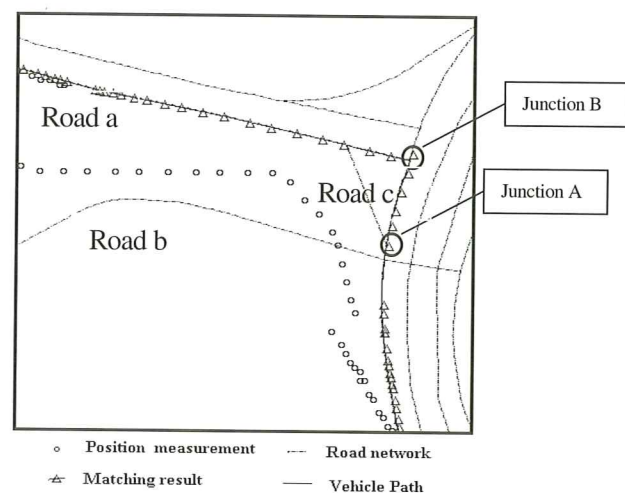 Junction B
Road a
Road c
Junction A
Road b
Position measurement
Road network
Matching result
Vehicle Path